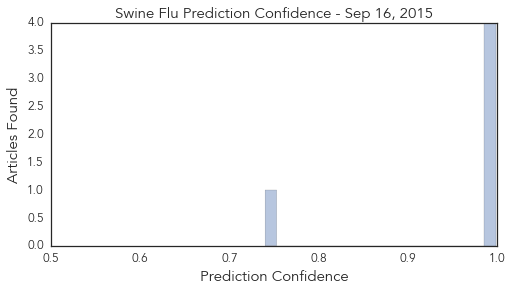 Swine Flu Prediction Confidence - Sep 16, 2015
Articles Found
4.0
3.5
3.0
2.5
2.0
1.5
1.0
0.5
0.0
0.5 0.6 0.7 0.8 0.9 1.0
Prediction Confidence